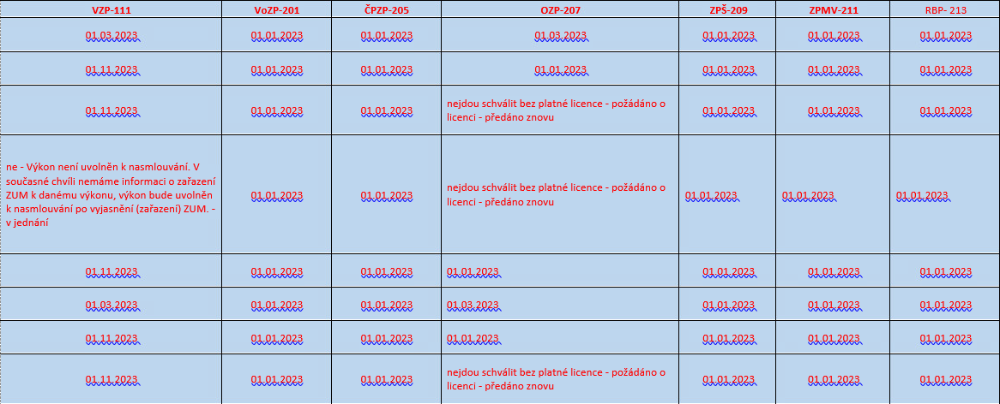 VZP-111 VoZP-201 ČPZP-205 OZP-207 ZPŠ-209 ZPMV-211 RBP- 213
01.03.2023 01.01.2023 01.01.2023 01.03.2023 01.01.2023 01.01.2023 01.01.2023
01.11.2023 01.01.2023 01.01.2023 01.01.2023 01.01.2023 01.01.2023 01.01.2023
01.11.2023 01.01.2023 01.01.2023 nejdou schválit bez platné licence - požádáno o
licenci - předáno znovu 01.01.2023 01.01.2023 01.01.2023
ne - Výkon není uvolněn k nasmlouvání. V
současné chvíli nemáme informaci o zařazení
ZUM k danému výkonu, výkon bude uvolněn
k nasmlouvání po vyjasnění (zařazení) ZUM. -
v jednání
01.01.2023 01.01.2023 nejdou schválit bez platné licence - požádáno o
licenci - předáno znovu 01.01.2023 01.01.2023 01.01.2023
01.11.2023 01.01.2023 01.01.2023 01.01.2023 01.01.2023 01.01.2023 01.01.2023
01.03.2023 01.01.2023 01.01.2023 01.03.2023 01.01.2023 01.01.2023 01.01.2023
01.11.2023 01.01.2023 01.01.2023 01.01.2023 01.01.2023 01.01.2023 01.01.2023
01.11.2023 01.01.2023 01.01.2023 nejdou schválit bez platné licence - požádáno o
licenci - předáno znovu 01.01.2023 01.01.2023 01.01.2023